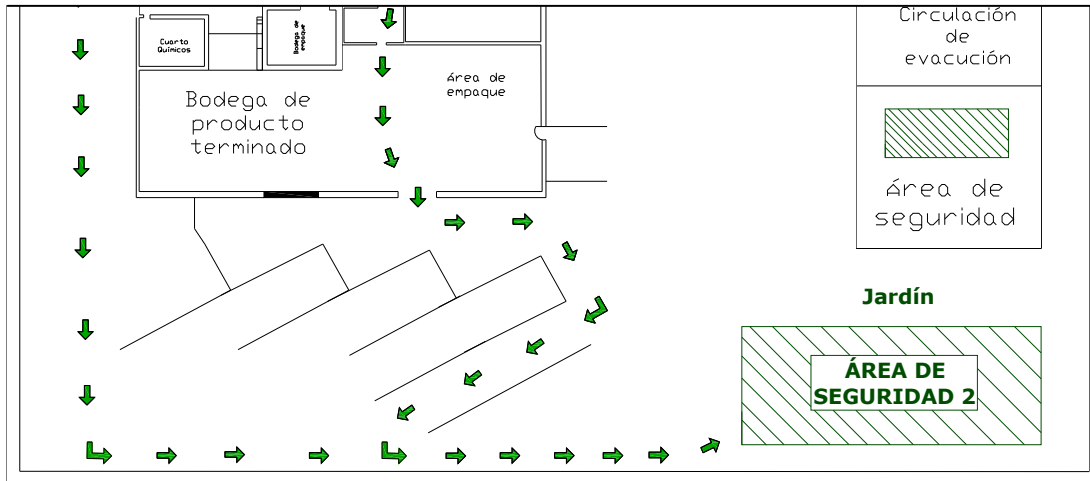 Circulación
de
evacución
Cuarto
Químicos
Bodega de
empaque
Área de
empaque
Bodega de
producto
terminado
Área de
seguridad
Jardín
ÁREA DE
SEGURIDAD 2